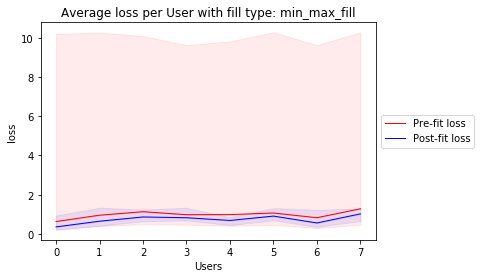 Average loss per User with fill type: min_max_fill
10
8
6
4
2
0
loss
0 1 2 3 4 5 6 7
Users
Pre-fit loss
Post-fit loss